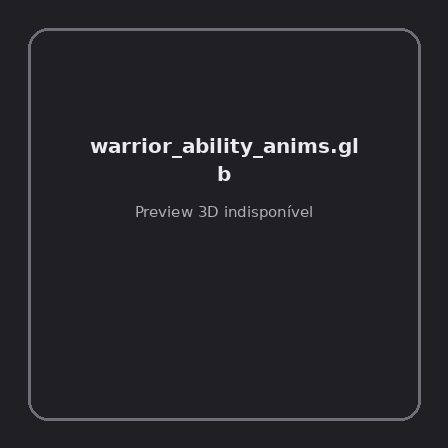 warrior_ability_anims.gl
b
Preview 3D indisponível